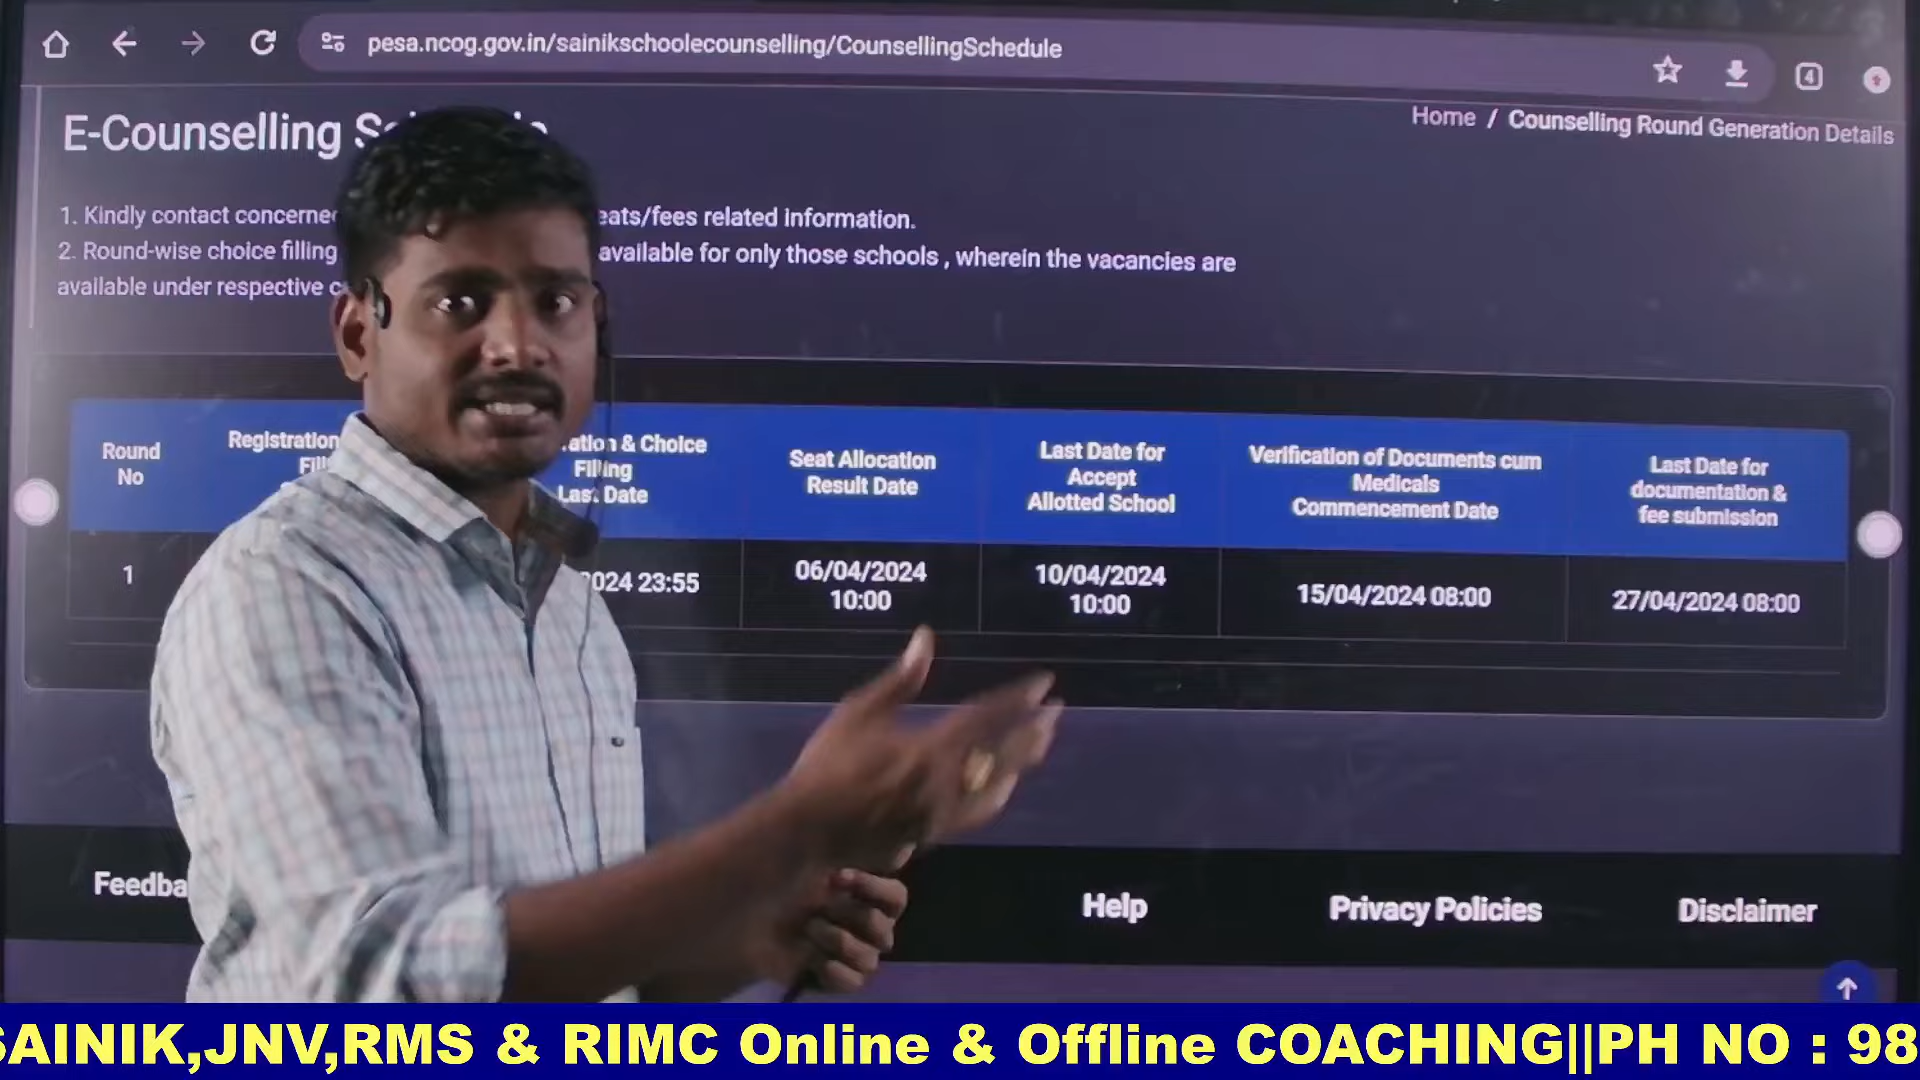 pesa.ncog.gov.in/sainikschoolecounselling/CounsellingSchedule
4
Home / Counselling Round Generation Details
E-Counselling
1. Kindly contact eats/fees related information.
2. Round-wise choice filling available for only those schools , wherein the vacancies are
available under respective
Round
No
Registration
& Choice
Filling
Last Date
Seat Allocation
Result Date
Last Date for
Accept
Allotted School
Verification of Documents cum
Medicals
Commencement Date
Last Date for
documentation &
fee submission
1
2024 23:55
06/04/2024
10:00
10/04/2024
10:00
15/04/2024 08:00
27/04/2024 08:00
Feedba
Help
Privacy Policies
Disclaimer
SAINIK,JNV,RMS & RIMC Online & Offline COACHING||PH NO : 98